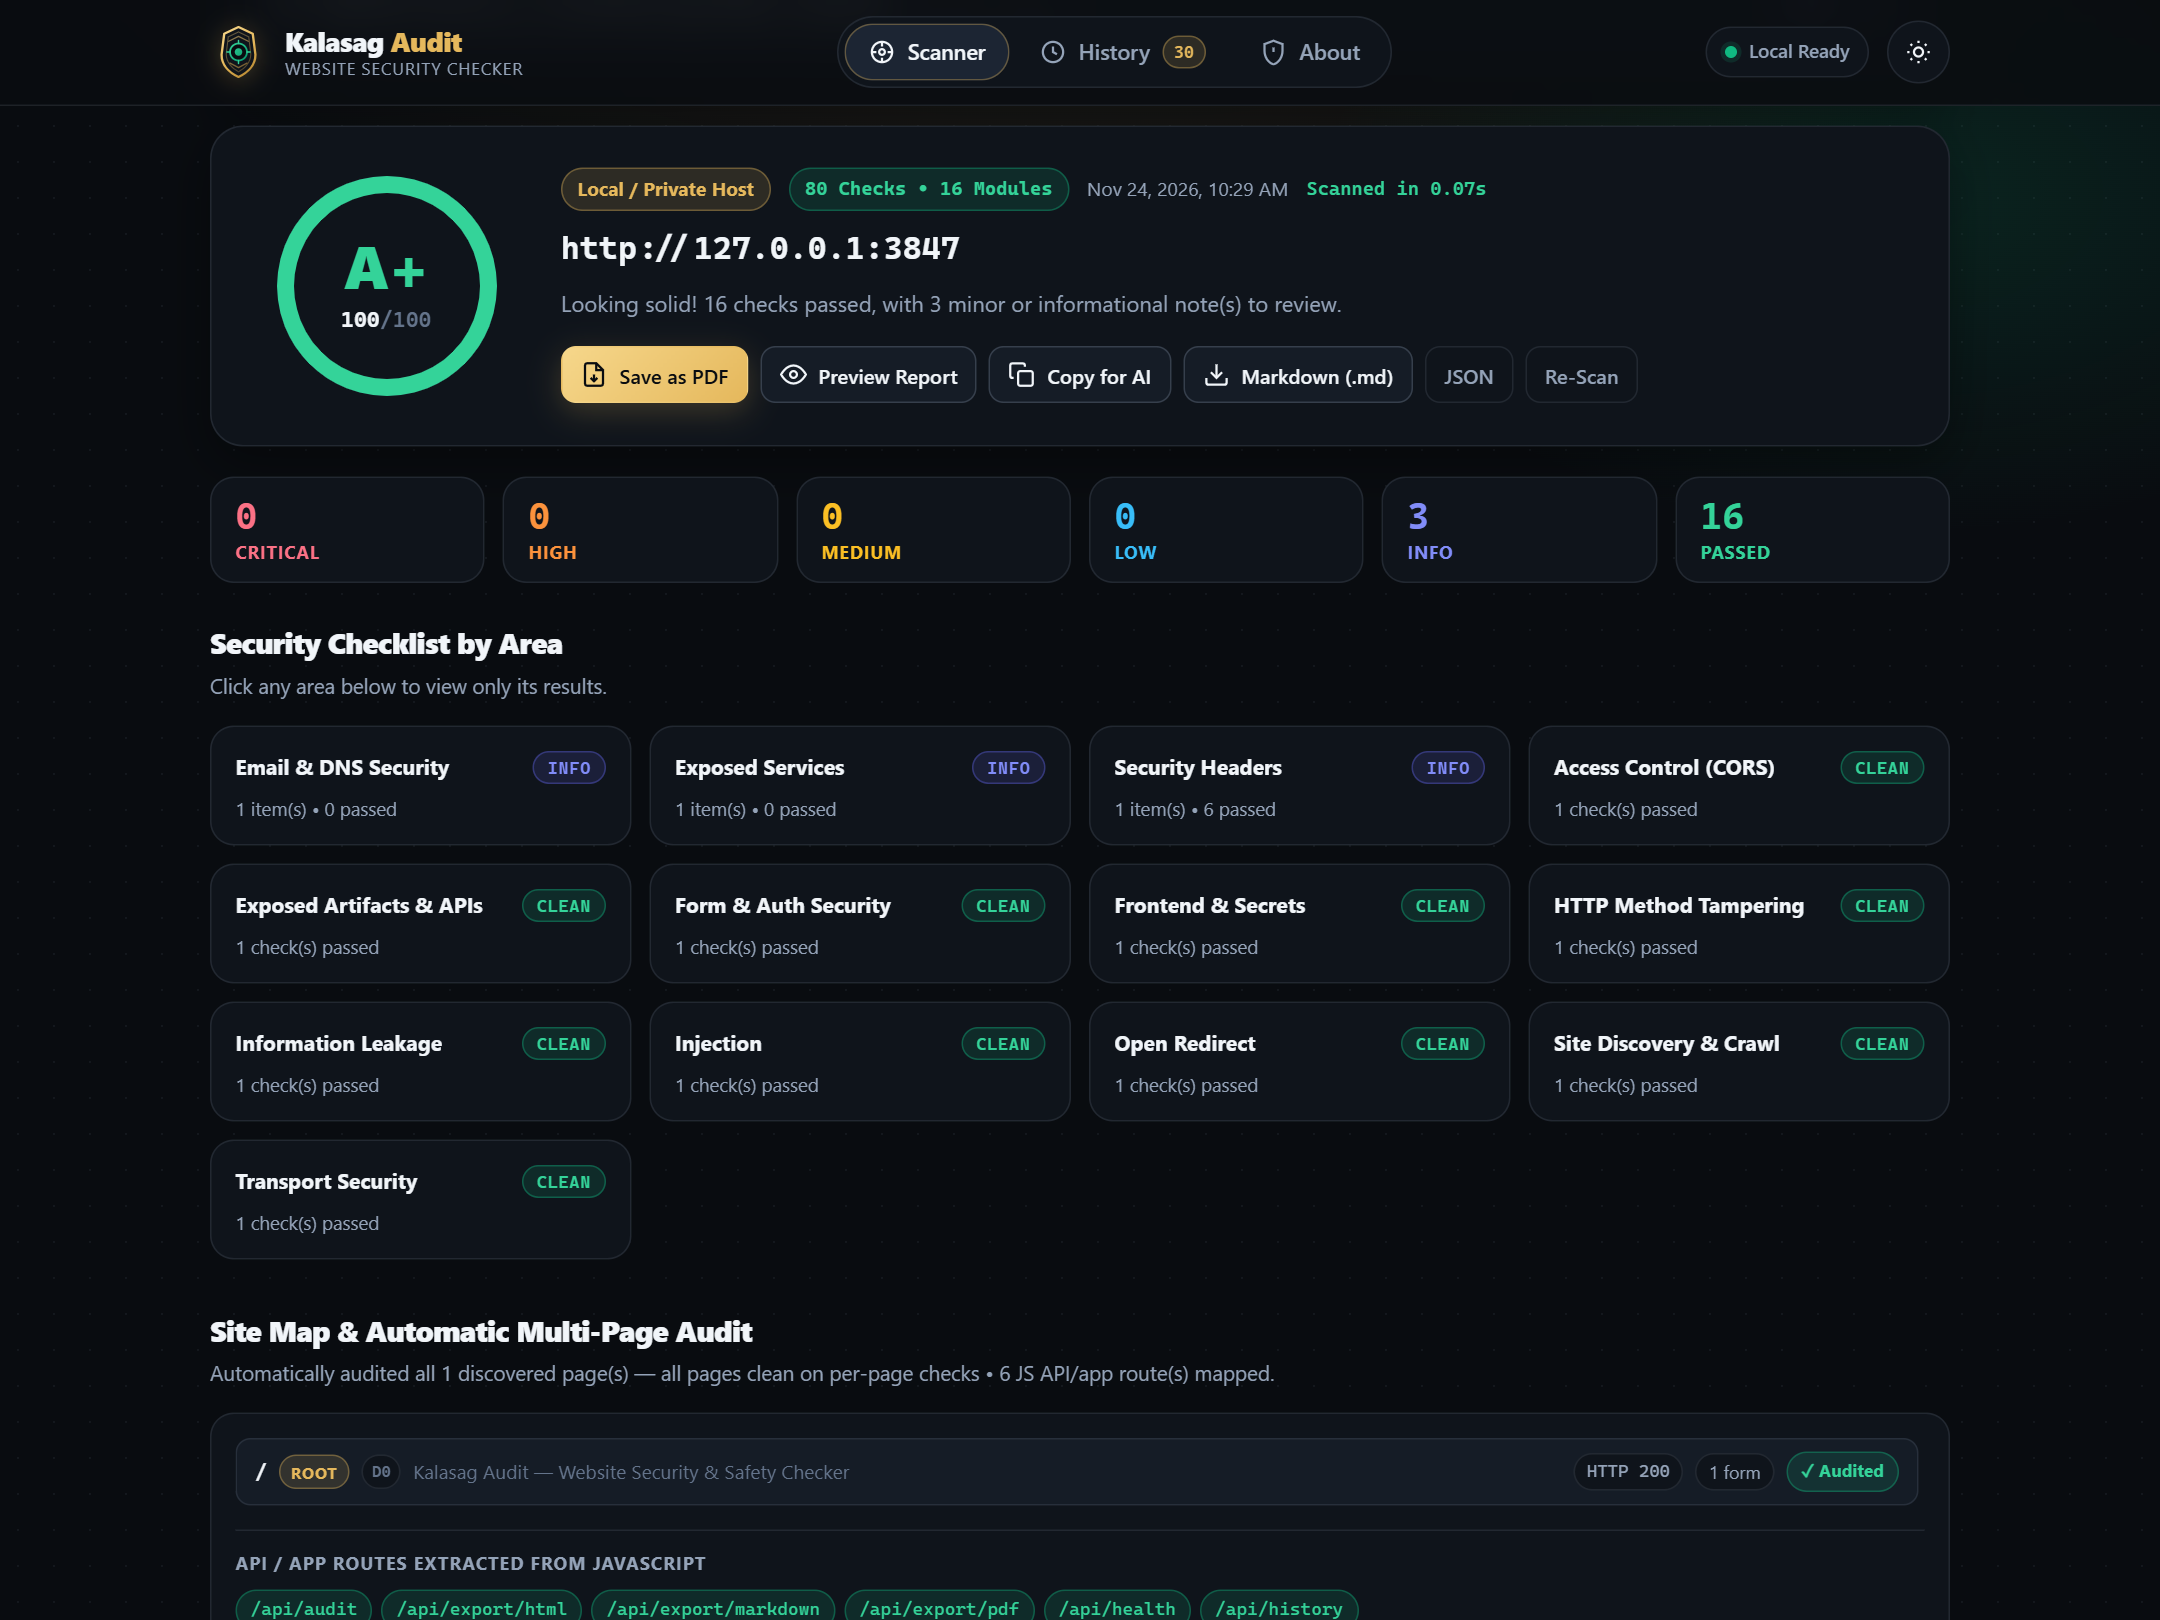 Kalasag Audit
WEBSITE SECURITY CHECKER
Scanner
History 30
About
Local Ready
Local / Private Host
80 Checks • 16 Modules
Nov 24, 2026, 10:29 AM
Scanned in 0.07s
http://127.0.0.1:3847
A+
100/100
Looking solid! 16 checks passed, with 3 minor or informational note(s) to review.
Save as PDF
Preview Report
Copy for AI
Markdown (.md)
JSON
Re-Scan
0
CRITICAL
0
HIGH
0
MEDIUM
0
LOW
3
INFO
16
PASSED
Security Checklist by Area
Click any area below to view only its results.
Email & DNS Security INFO
1 item(s) • 0 passed
Exposed Services INFO
1 item(s) • 0 passed
Security Headers INFO
1 item(s) • 6 passed
Access Control (CORS) CLEAN
1 check(s) passed
Exposed Artifacts & APIs CLEAN
1 check(s) passed
Form & Auth Security CLEAN
1 check(s) passed
Frontend & Secrets CLEAN
1 check(s) passed
HTTP Method Tampering CLEAN
1 check(s) passed
Information Leakage CLEAN
1 check(s) passed
Injection CLEAN
1 check(s) passed
Open Redirect CLEAN
1 check(s) passed
Site Discovery & Crawl CLEAN
1 check(s) passed
Transport Security CLEAN
1 check(s) passed
Site Map & Automatic Multi-Page Audit
Automatically audited all 1 discovered page(s) — all pages clean on per-page checks • 6 JS API/app route(s) mapped.
/ ROOT D0 Kalasag Audit — Website Security & Safety Checker HTTP 200 1 form ✓ Audited
API / APP ROUTES EXTRACTED FROM JAVASCRIPT
/api/audit /api/export/html /api/export/markdown /api/export/pdf /api/health /api/history